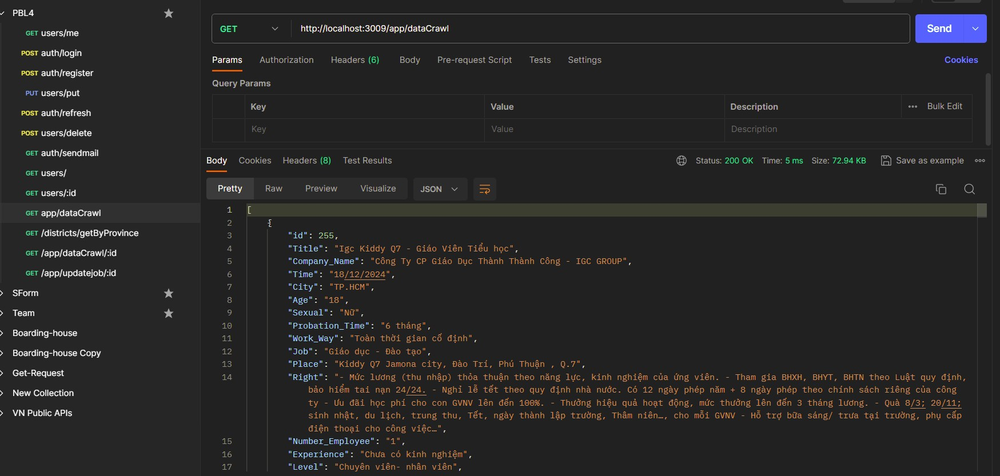 PBL4
GET users/me
POST auth/login
POST auth/register
PUT users/put
POST auth/refresh
POST users/delete
GET auth/sendmail
GET users/
GET users/:id
GET app/dataCrawl
GET /districts/getByProvince
GET /app/dataCrawl/:id
GET /app/updatejob/:id
SForm
Team
Boarding-house
Boarding-house Copy
Get-Request
New Collection
VN Public APIs
GET http://localhost:3009/app/dataCrawl Send
Params Authorization Headers (6) Body Pre-request Script Tests Settings Cookies
Query Params
Key Value Description Bulk Edit
Key Value Description
Body Cookies Headers (8) Test Results Status: 200 OK Time: 5 ms Size: 72.94 KB Save as example
Pretty Raw Preview Visualize JSON
1 [
2 {
3 "id": 255,
4 "Title": "Igc Kiddy Q7 - Giáo Viên Tiểu học",
5 "Company_Name": "Công Ty CP Giáo Dục Thành Thành Công - IGC GROUP",
6 "Time": "18/12/2024",
7 "City": "TP.HCM",
8 "Age": "18",
9 "Sexual": "Nữ",
10 "Probation_Time": "6 tháng",
11 "Work_Way": "Toàn thời gian cố định",
12 "Job": "Giáo dục - Đào tạo",
13 "Place": "Kiddy Q7 Jamona city, Đào Trí, Phú Thuận , Q.7",
14 "Right": "- Mức lương (thu nhập) thỏa thuận theo năng lực, kinh nghiệm của ứng viên. - Tham gia BHXH, BHYT, BHTN theo Luật quy định,
bảo hiểm tai nạn 24/24. - Nghỉ lễ tết theo quy định nhà nước. Có 12 ngày phép năm + 8 ngày phép theo chính sách riêng của công
ty - Ưu đãi học phí cho con GVNV lên đến 100%. - Thưởng hiệu quả hoạt động, mức thưởng lên đến 3 tháng lương. - Quà 8/3; 20/11;
sinh nhật, du lịch, trung thu, Tết, ngày thành lập trường, Thâm niên…, cho mỗi GVNV - Hỗ trợ bữa sáng/ trưa tại trường, phụ cấp
điện thoại cho công việc…",
15 "Number_Employee": "1",
16 "Experience": "Chưa có kinh nghiệm",
17 "Level": "Chuyên viên- nhân viên",